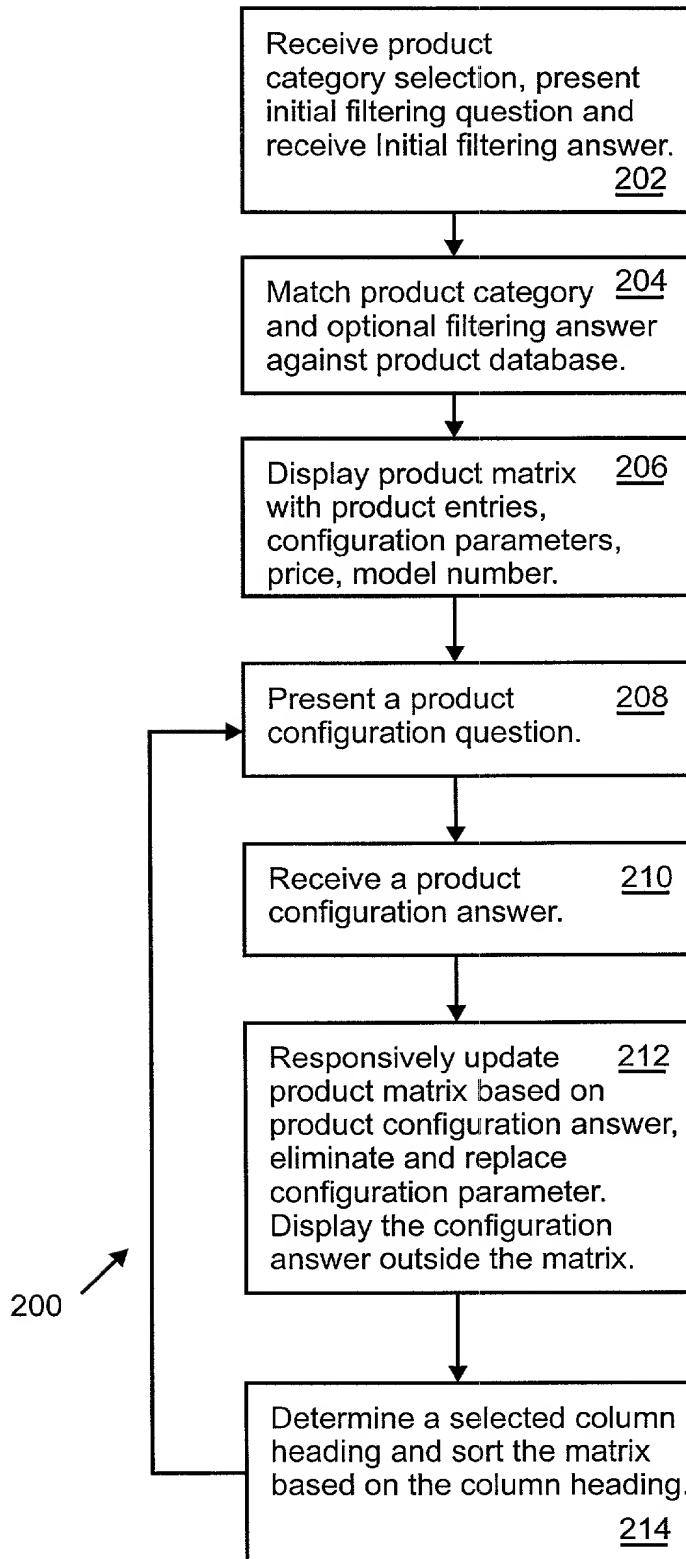 Receive product
category selection, present
initial filtering question and
receive Initial filtering answer.
202
Match product category 204
and optional filtering answer
against product database.
Display product matrix 206
with product entries,
configuration parameters,
price, model number.
Present a product 208
configuration question.
Receive a product 210
configuration answer.
Responsively update 212
product matrix based on
product configuration answer,
eliminate and replace
configuration parameter.
Display the configuration
answer outside the matrix.
200
Determine a selected column
heading and sort the matrix
based on the column heading.
214